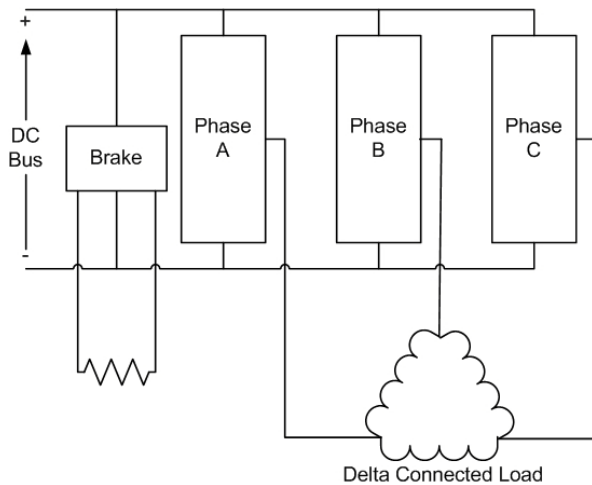 +
DC
Bus
-
Brake
Phase
A
Phase
B
Phase
C
Delta Connected Load